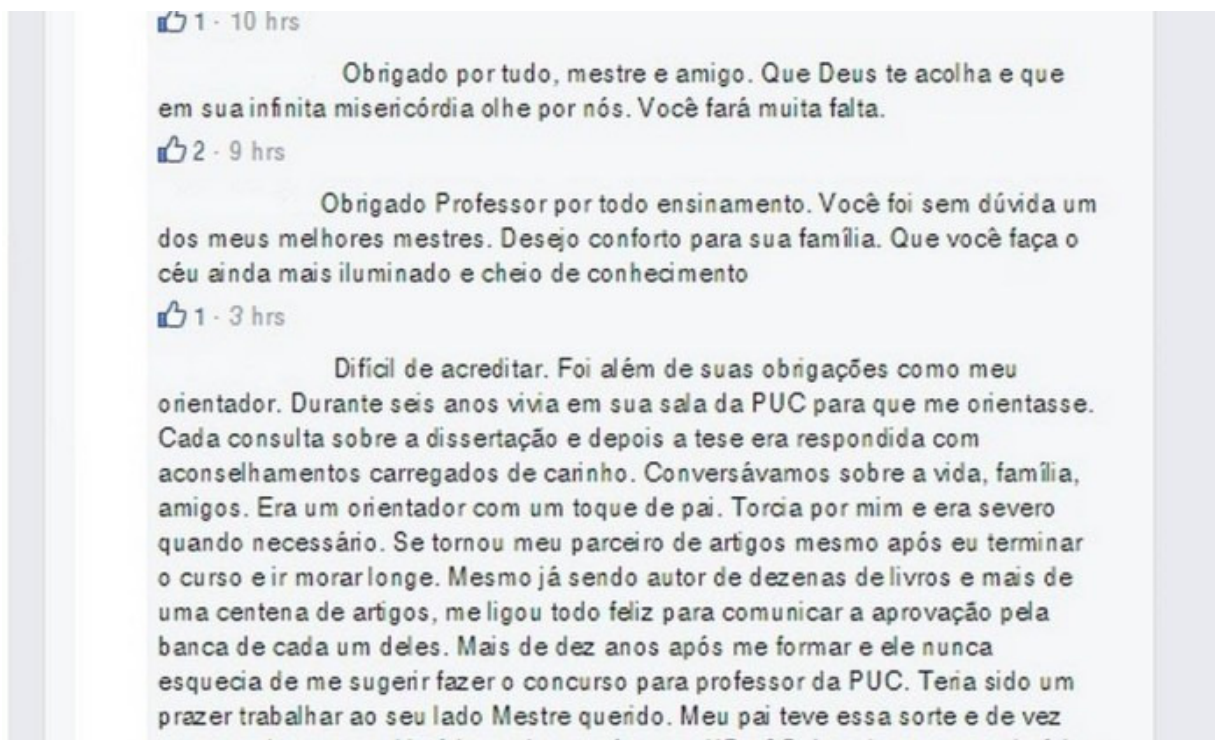 1 · 10 hrs
Obrigado por tudo, mestre e amigo. Que Deus te acolha e que
em sua infinita misericórdia olhe por nós. Você fará muita falta.
2 · 9 hrs
Obrigado Professor por todo ensinamento. Você foi sem dúvida um
dos meus melhores mestres. Desejo conforto para sua família. Que você faça o
céu ainda mais iluminado e cheio de conhecimento
1 · 3 hrs
Difícil de acreditar. Foi além de suas obrigações como meu
orientador. Durante seis anos vivia em sua sala da PUC para que me orientasse.
Cada consulta sobre a dissertação e depois a tese era respondida com
aconselhamentos carregados de carinho. Conversávamos sobre a vida, família,
amigos. Era um orientador com um toque de pai. Torcia por mim e era severo
quando necessário. Se tornou meu parceiro de artigos mesmo após eu terminar
o curso e ir morar longe. Mesmo já sendo autor de dezenas de livros e mais de
uma centena de artigos, me ligou todo feliz para comunicar a aprovação pela
banca de cada um deles. Mais de dez anos após me formar e ele nunca
esquecia de me sugerir fazer o concurso para professor da PUC. Teria sido um
prazer trabalhar ao seu lado Mestre querido. Meu pai teve essa sorte e de vez